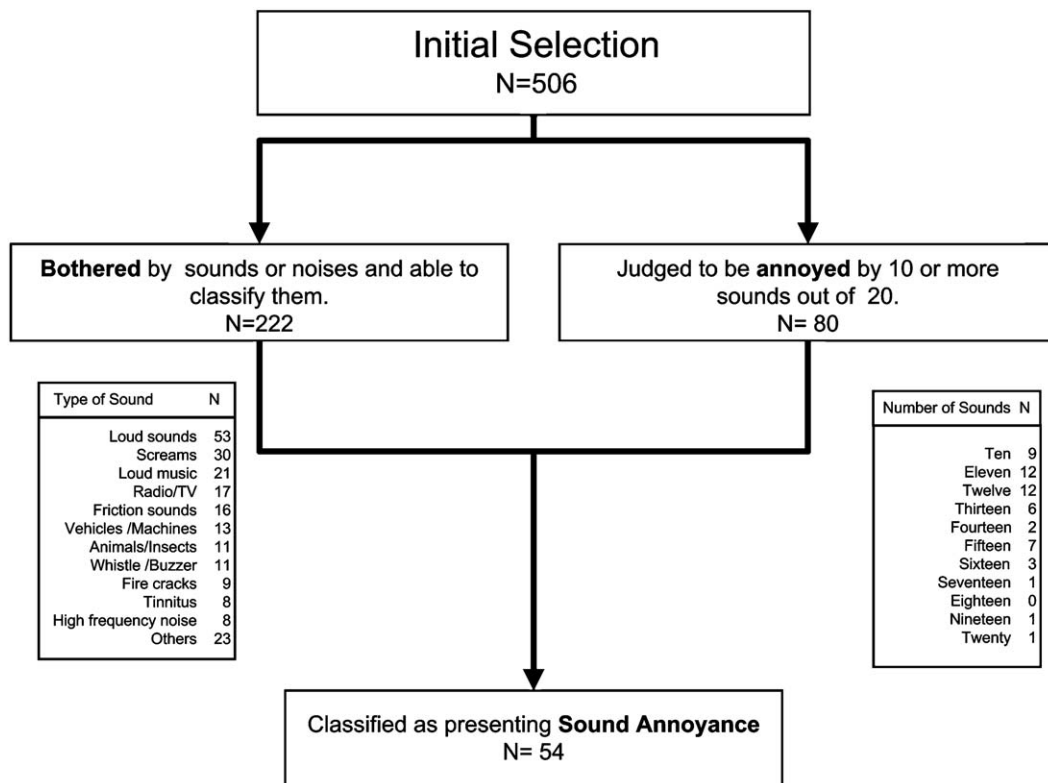 Initial Selection
N=506
Bothered by sounds or noises and able to
classify them.
N=222
Judged to be annoyed by 10 or more
sounds out of 20.
N= 80
Type of Sound N
Loud sounds 53
Screams 30
Loud music 21
Radio/TV 17
Friction sounds 16
Vehicles /Machines 13
Animals/Insects 11
Whistle /Buzzer 11
Fire cracks 9
Tinnitus 8
High frequency noise 8
Others 23
Number of Sounds N
Ten 9
Eleven 12
Twelve 12
Thirteen 6
Fourteen 2
Fifteen 7
Sixteen 3
Seventeen 1
Eighteen 0
Nineteen 1
Twenty 1
Classified as presenting Sound Annoyance
N= 54